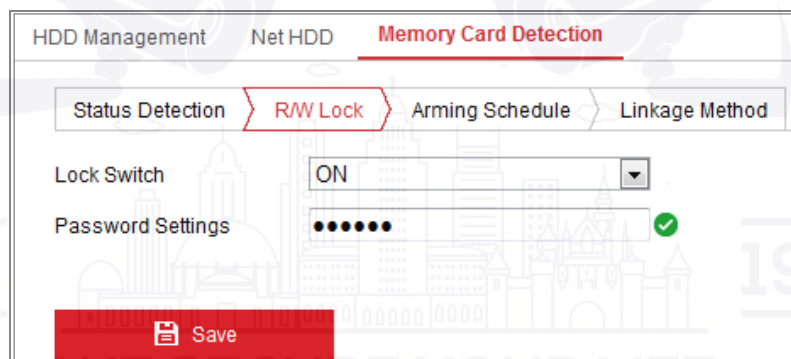 HDD Management Net HDD Memory Card Detection
Status Detection R/W Lock Arming Schedule Linkage Method
Lock Switch ON
Password Settings ●●●●●●
Save